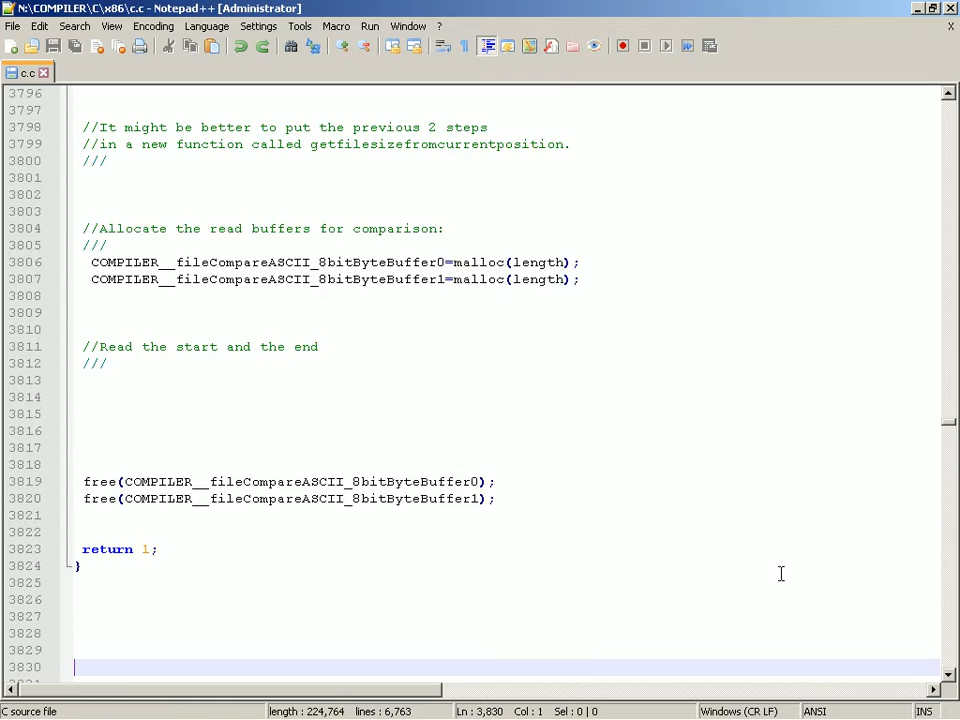 N:\COMPILER\C\x86\c.c - Notepad++ [Administrator]
File Edit Search View Encoding Language Settings Tools Macro Run Window ? X
c.c
3796
3797
3798 //It might be better to put the previous 2 steps
3799 //in a new function called getfilesizefromcurrentposition.
3800 ///
3801
3802
3803
3804 //Allocate the read buffers for comparison:
3805 ///
3806 COMPILER__fileCompareASCII_8bitByteBuffer0=malloc(length);
3807 COMPILER__fileCompareASCII_8bitByteBuffer1=malloc(length);
3808
3809
3810
3811 //Read the start and the end
3812 ///
3813
3814
3815
3816
3817
3818
3819 free(COMPILER__fileCompareASCII_8bitByteBuffer0);
3820 free(COMPILER__fileCompareASCII_8bitByteBuffer1);
3821
3822
3823 return 1;
3824 }
3825
3826
3827
3828
3829
3830
C source file length : 224,764 lines : 6,763 Ln : 3,830 Col : 1 Sel : 0 | 0 Windows (CR LF) ANSI INS